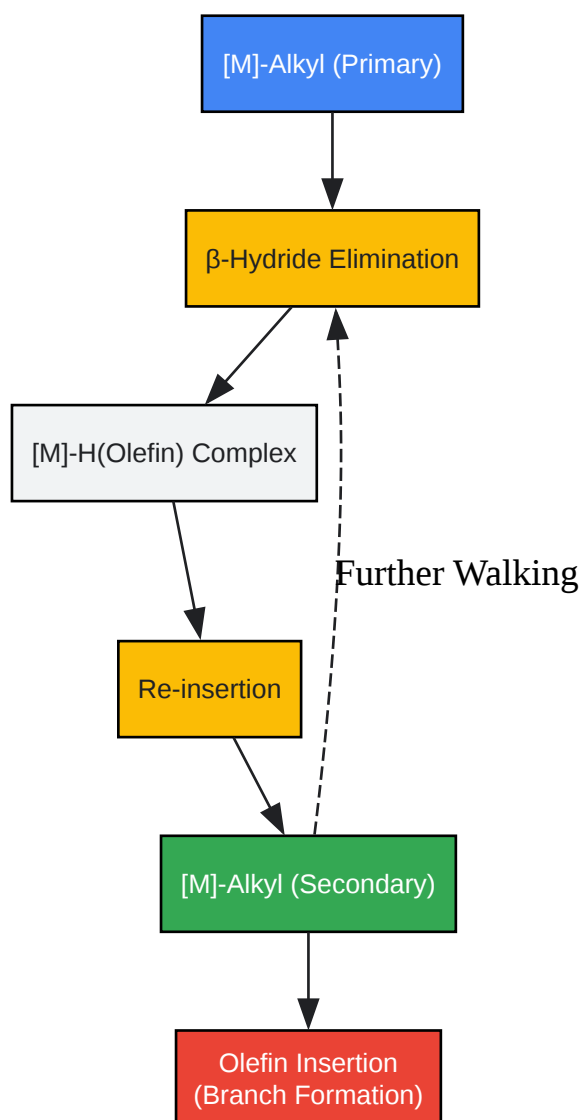 [M]-Alkyl (Primary)
β-Hydride Elimination
[M]-H(Olefin) Complex
Further Walking
Re-insertion
[M]-Alkyl (Secondary)
Olefin Insertion
(Branch Formation)